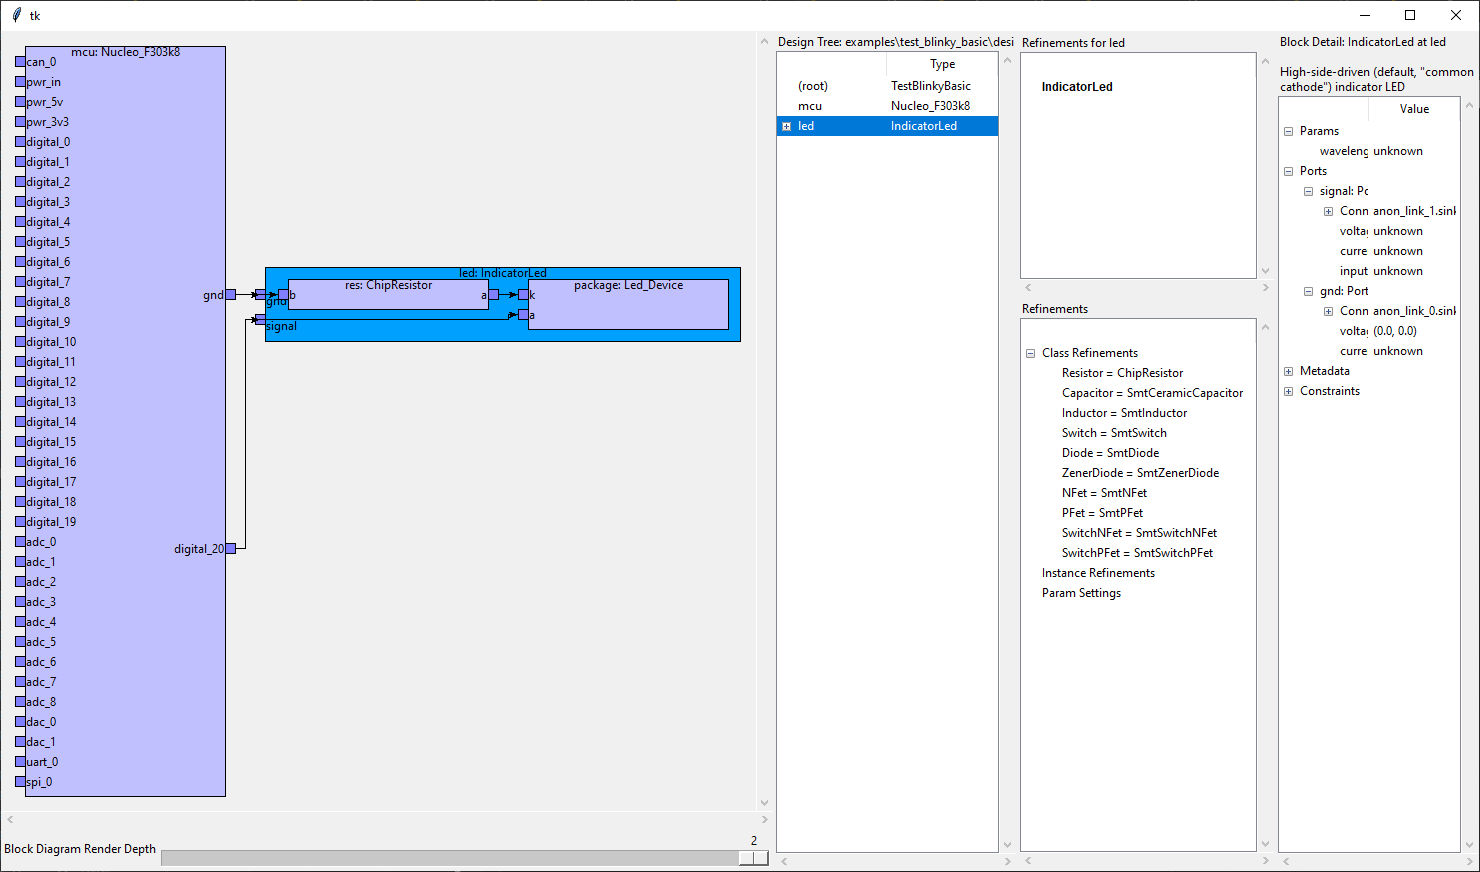 tk
mcu: Nucleo_F303k8
can_0
pwr_in
pwr_5v
pwr_3v3
digital_0
digital_1
digital_2
digital_3
digital_4
digital_5
digital_6
digital_7
digital_8
digital_9
digital_10
digital_11
digital_12
digital_13
digital_14
digital_15
digital_16
digital_17
digital_18
digital_19
adc_0
adc_1
adc_2
adc_3
adc_4
adc_5
adc_6
adc_7
adc_8
dac_0
dac_1
uart_0
spi_0
gnd
digital_20
led: IndicatorLed
gnd
signal
res: ChipResistor
b
a
package: Led_Device
k
a
Block Diagram Render Depth
2
Design Tree: examples\test_blinky_basic\desi
Type
(root) TestBlinkyBasic
mcu Nucleo_F303k8
led IndicatorLed
Refinements for led
IndicatorLed
Refinements
Class Refinements
Resistor = ChipResistor
Capacitor = SmtCeramicCapacitor
Inductor = SmtInductor
Switch = SmtSwitch
Diode = SmtDiode
ZenerDiode = SmtZenerDiode
NFet = SmtNFet
PFet = SmtPFet
SwitchNFet = SmtSwitchNFet
SwitchPFet = SmtSwitchPFet
Instance Refinements
Param Settings
Block Detail: IndicatorLed at led
High-side-driven (default, "common
cathode") indicator LED
Value
Params
waveleng unknown
Ports
signal: Pc
Conn anon_link_1.sink
voltag unknown
curre unknown
input unknown
gnd: Port
Conn anon_link_0.sink
voltag (0.0, 0.0)
curre unknown
Metadata
Constraints